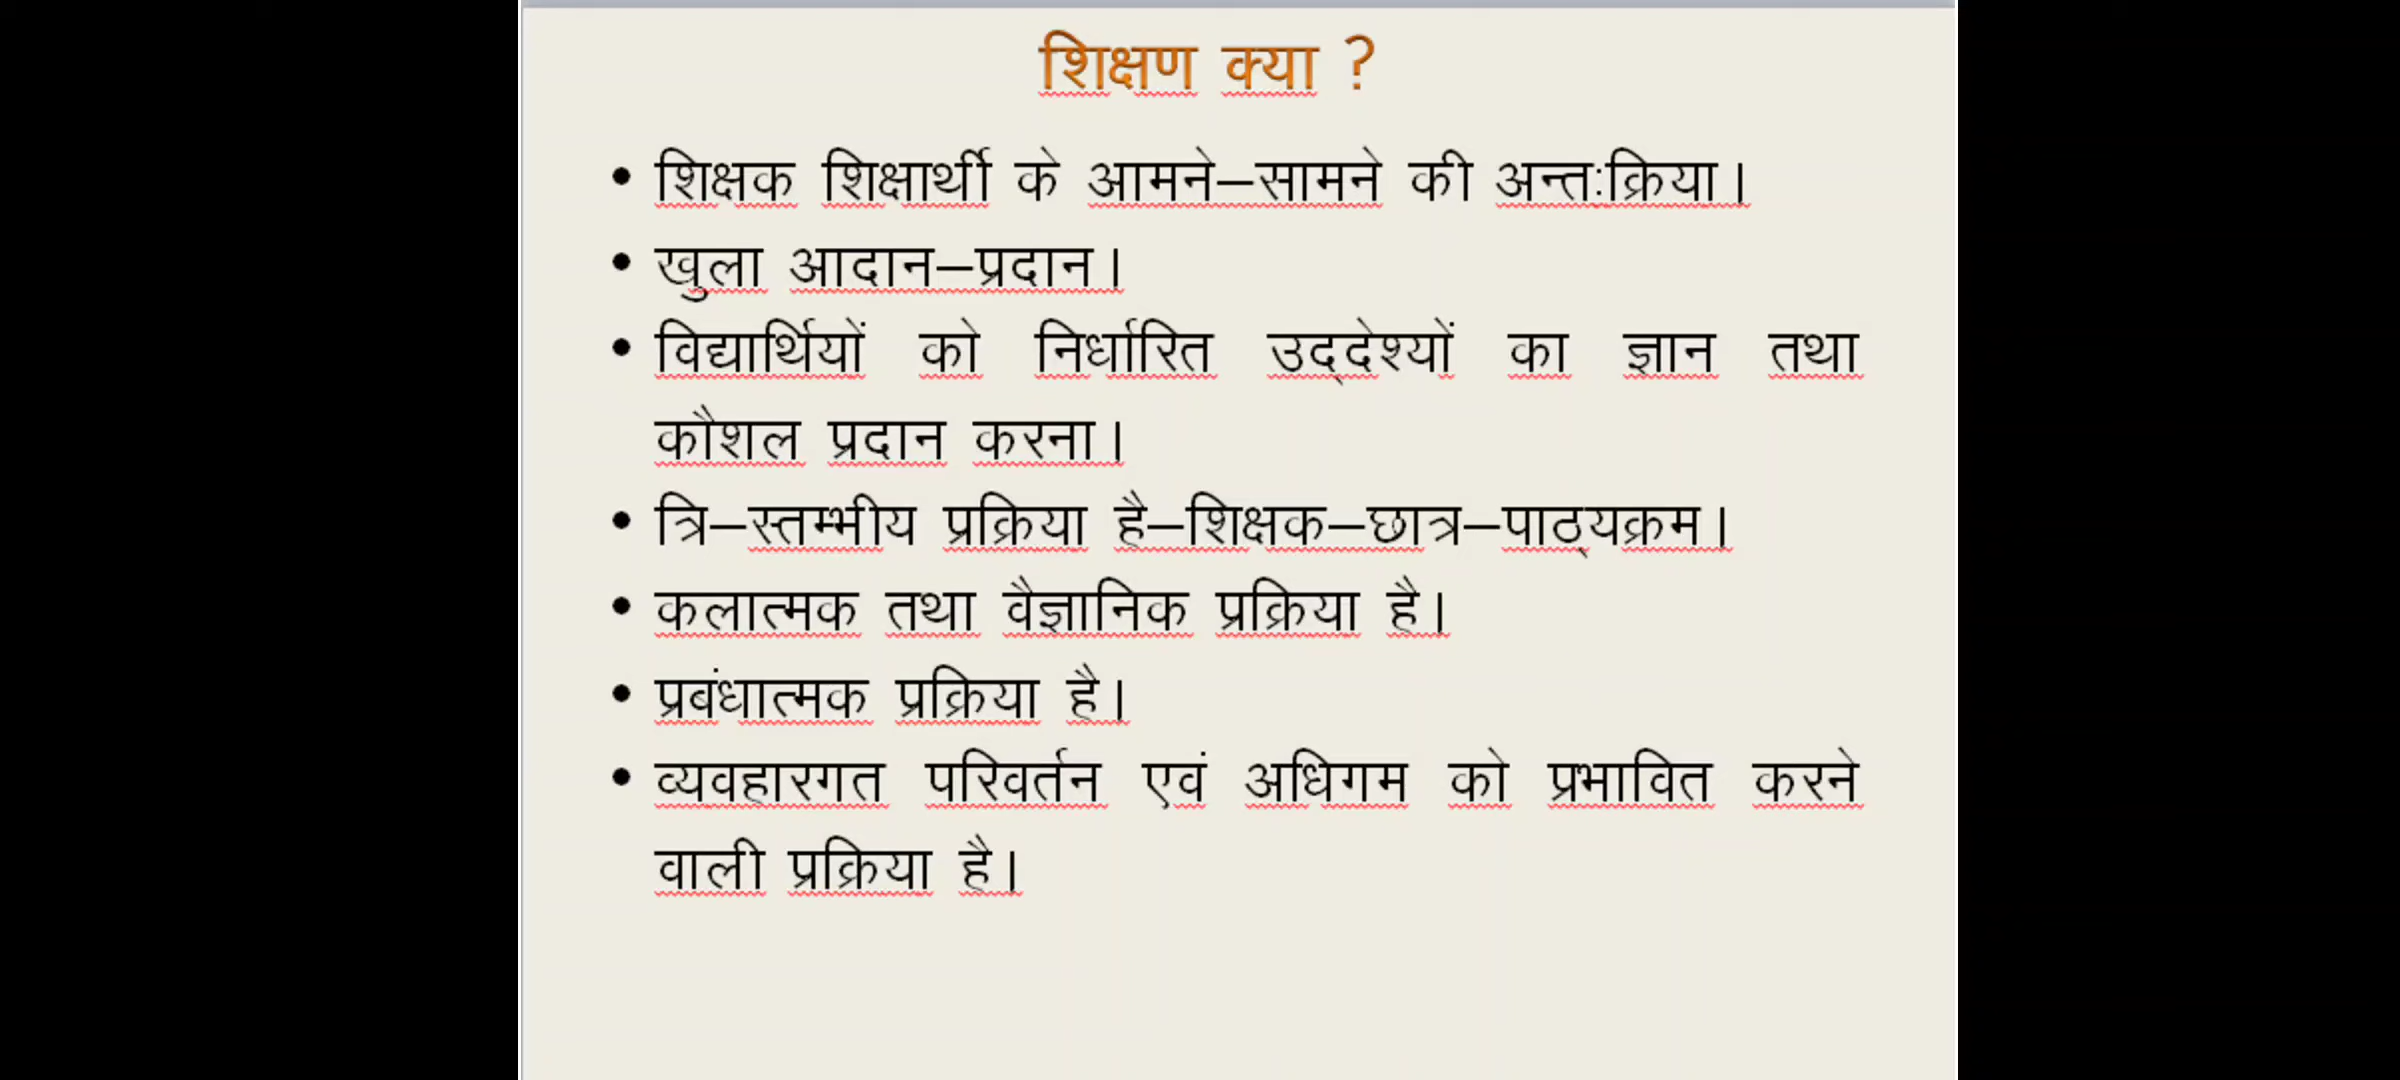 शिक्षण क्या ?
• शिक्षक शिक्षार्थी के आमने–सामने की अन्तःक्रिया।
• खुला आदान–प्रदान।
• विद्यार्थियों को निर्धारित उद्‌देश्यों का ज्ञान तथा
कौशल प्रदान करना।
• त्रि–स्तम्भीय प्रक्रिया है–शिक्षक–छात्र–पाठ्‌यक्रम।
• कलात्मक तथा वैज्ञानिक प्रक्रिया है।
• प्रबंधात्मक प्रक्रिया है।
• व्यवहारगत परिवर्तन एवं अधिगम को प्रभावित करने
वाली प्रक्रिया है।